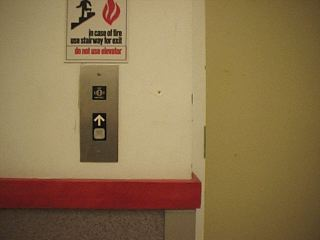 in case of fire
use stairway for exit
do not use elevator